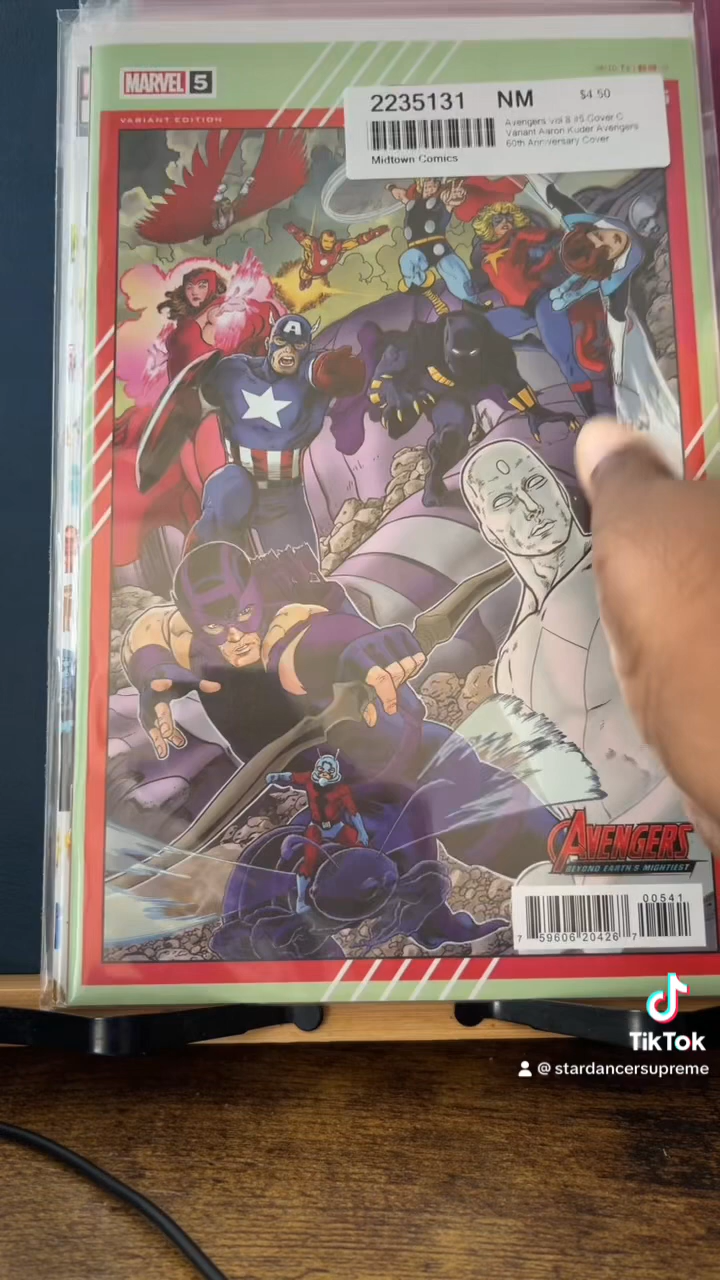 MARVEL 5
VARIANT EDITION
2235131 NM $4.50
Avengers Vol 8 #5 Cover C
Variant Aaron Kuder Avengers
60th Anniversary Cover
Midtown Comics
A
AVENGERS
BEYOND EARTH'S MIGHTIEST
00541
7 59606 20426 7
TikTok
@ stardancersupreme